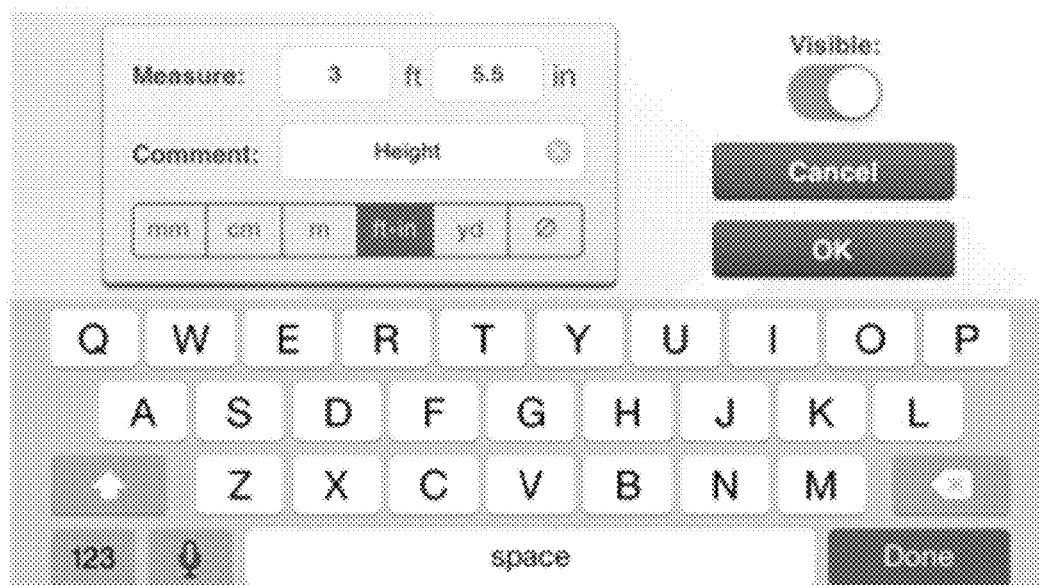 Measure: 3 ft 5.5 in
Visible:
Comment: Height
Cancel
mm cm m ft in yd Ø
OK
Q W E R T Y U I O P
A S D F G H J K L
Z X C V B N M
123 space Done